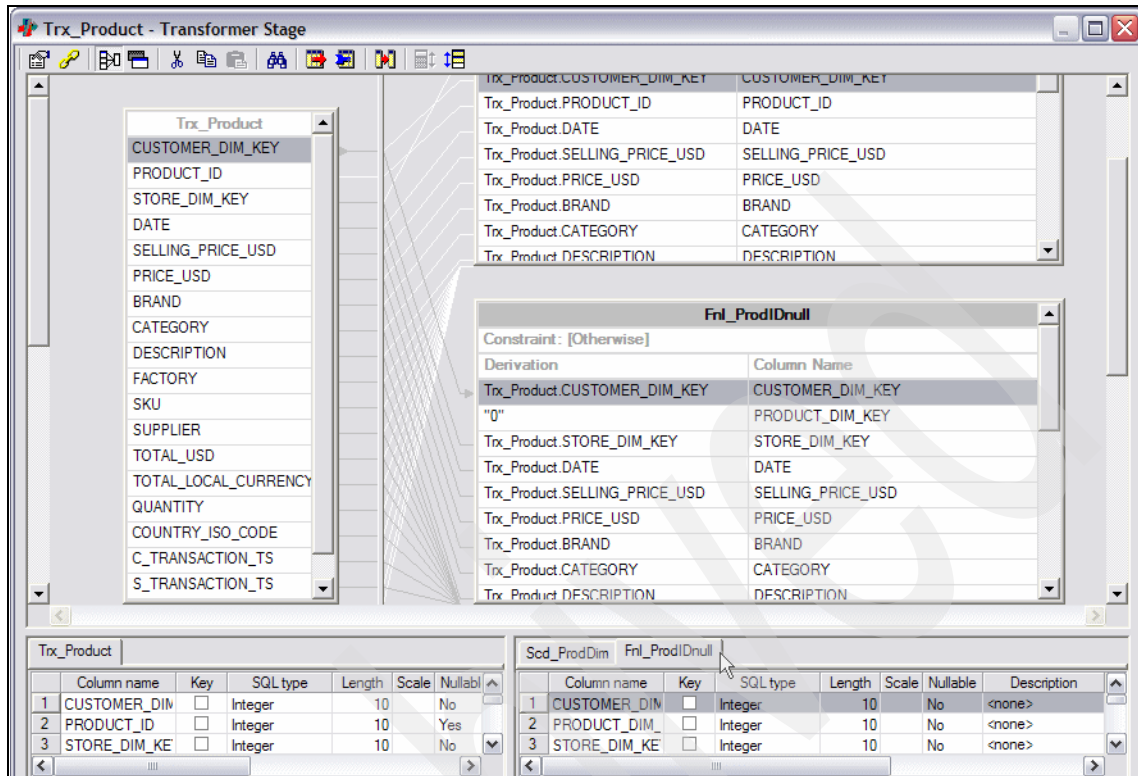 Trx_Product - Transformer Stage
Trx_Product
CUSTOMER_DIM_KEY
PRODUCT_ID
STORE_DIM_KEY
DATE
SELLING_PRICE_USD
PRICE_USD
BRAND
CATEGORY
DESCRIPTION
FACTORY
SKU
SUPPLIER
TOTAL_USD
TOTAL_LOCAL_CURRENCY
QUANTITY
COUNTRY_ISO_CODE
C_TRANSACTION_TS
S_TRANSACTION_TS
Trx_Product.CUSTOMER_DIM_KEY CUSTOMER_DIM_KEY
Trx_Product.PRODUCT_ID PRODUCT_ID
Trx_Product.DATE DATE
Trx_Product.SELLING_PRICE_USD SELLING_PRICE_USD
Trx_Product.PRICE_USD PRICE_USD
Trx_Product.BRAND BRAND
Trx_Product.CATEGORY CATEGORY
Trx_Product.DESCRIPTION DESCRIPTION
Fnl_ProdIDnull
Constraint: [Otherwise]
Derivation Column Name
Trx_Product.CUSTOMER_DIM_KEY CUSTOMER_DIM_KEY
"0" PRODUCT_DIM_KEY
Trx_Product.STORE_DIM_KEY STORE_DIM_KEY
Trx_Product.DATE DATE
Trx_Product.SELLING_PRICE_USD SELLING_PRICE_USD
Trx_Product.PRICE_USD PRICE_USD
Trx_Product.BRAND BRAND
Trx_Product.CATEGORY CATEGORY
Trx_Product.DESCRIPTION DESCRIPTION
Trx_Product
Column name Key SQL type Length Scale Nullabl
1 CUSTOMER_DIM Integer 10 No
2 PRODUCT_ID Integer 10 Yes
3 STORE_DIM_KE Integer 10 No
Scd_ProdDim Fnl_ProdIDnull
Column name Key SQL type Length Scale Nullable Description
1 CUSTOMER_DIM Integer 10 No <none>
2 PRODUCT_DIM_ Integer 10 No <none>
3 STORE_DIM_KE Integer 10 No <none>